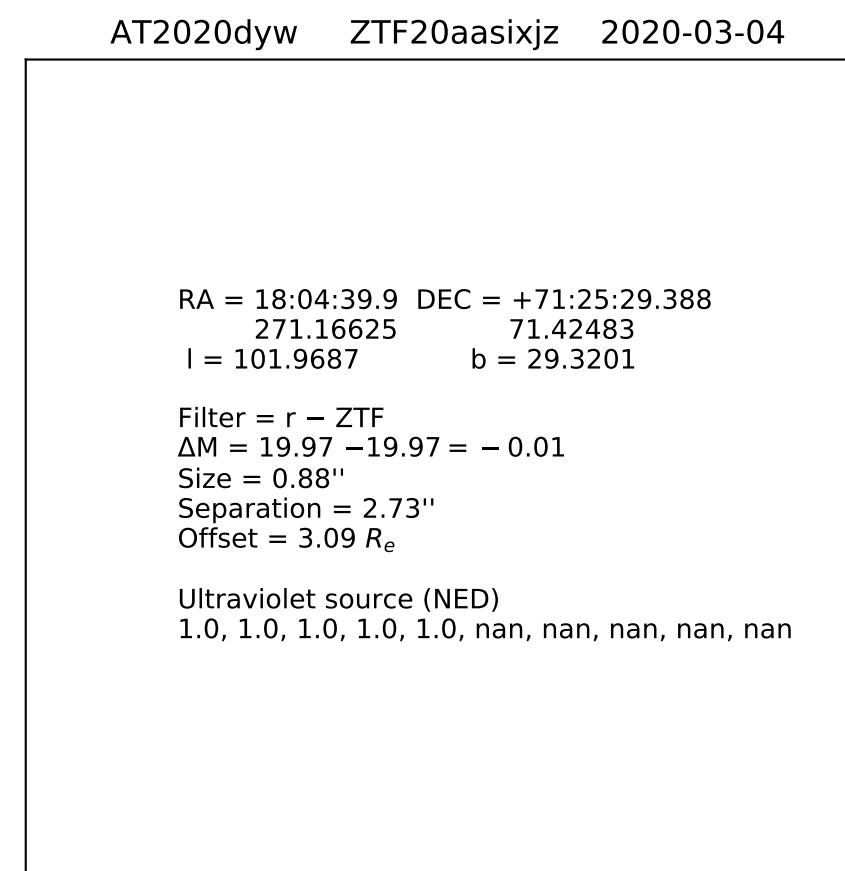 AT2020dyw ZTF20aasixjz 2020-03-04
RA = 18:04:39.9 DEC = +71:25:29.388
271.16625 71.42483
l = 101.9687 b = 29.3201
Filter = r − ZTF
ΔM = 19.97 −19.97 = − 0.01
Size = 0.88''
Separation = 2.73''
Offset = 3.09 Re
Ultraviolet source (NED)
1.0, 1.0, 1.0, 1.0, 1.0, nan, nan, nan, nan, nan